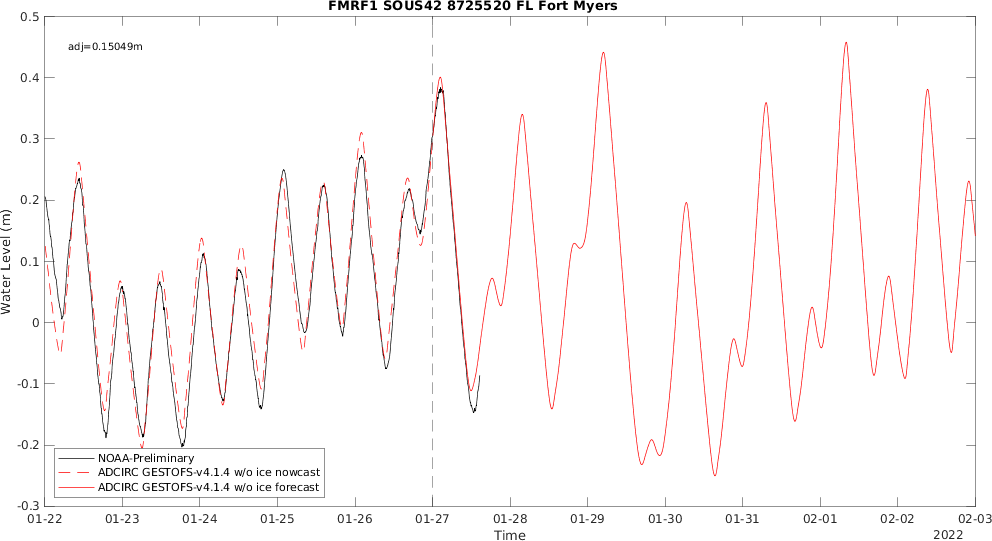 FMRF1 SOUS42 8725520 FL Fort Myers
adj=0.15049m
0.5
0.4
0.3
0.2
0.1
0
-0.1
-0.2
-0.3
Water Level (m)
NOAA-Preliminary
ADCIRC GESTOFS-v4.1.4 w/o ice nowcast
ADCIRC GESTOFS-v4.1.4 w/o ice forecast
01-22 01-23 01-24 01-25 01-26 01-27 01-28 01-29 01-30 01-31 02-01 02-02 02-03
Time
2022